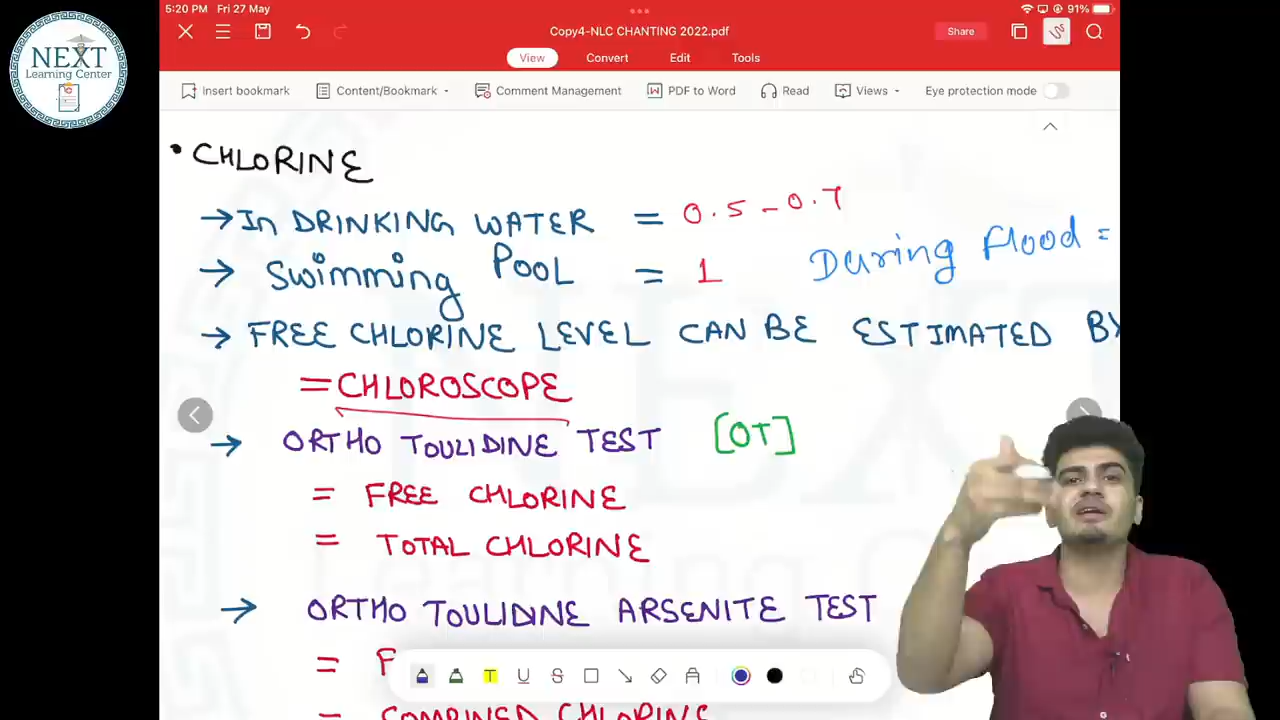 5:20 PM Fri 27 May
91%
NEXT
Learning Center
Copy4-NLC CHANTING 2022.pdf
Share
View Convert Edit Tools
Insert bookmark Content/Bookmark Comment Management PDF to Word Read Views Eye protection mode
• CHLORINE
→ In DRINKING WATER = 0.5 - 0.7
→ Swimming POOL = 1 During flood =
→ FREE CHLORINE LEVEL CAN BE ESTIMATED BY
= CHLOROSCOPE
→ ORTHO TOULIDINE TEST [OT]
= FREE CHLORINE
= TOTAL CHLORINE
→ ORTHO TOULIDINE ARSENITE TEST
= F
= COMBINED CHLORINE